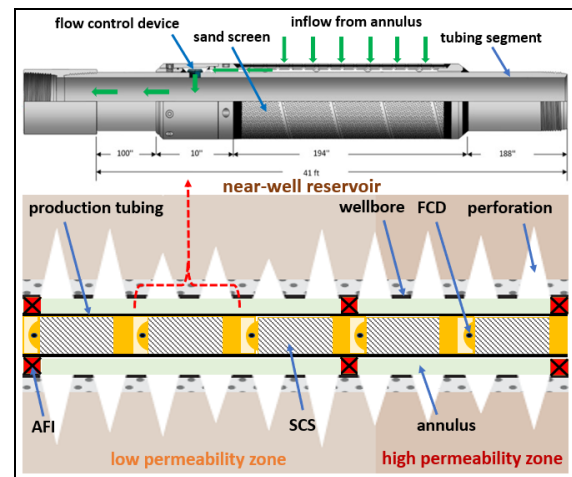 flow control device
inflow from annulus
sand screen
tubing segment
100"
10"
194"
188"
41 ft
near-well reservoir
production tubing
wellbore
FCD
perforation
AFI
SCS
annulus
low permeability zone
high permeability zone